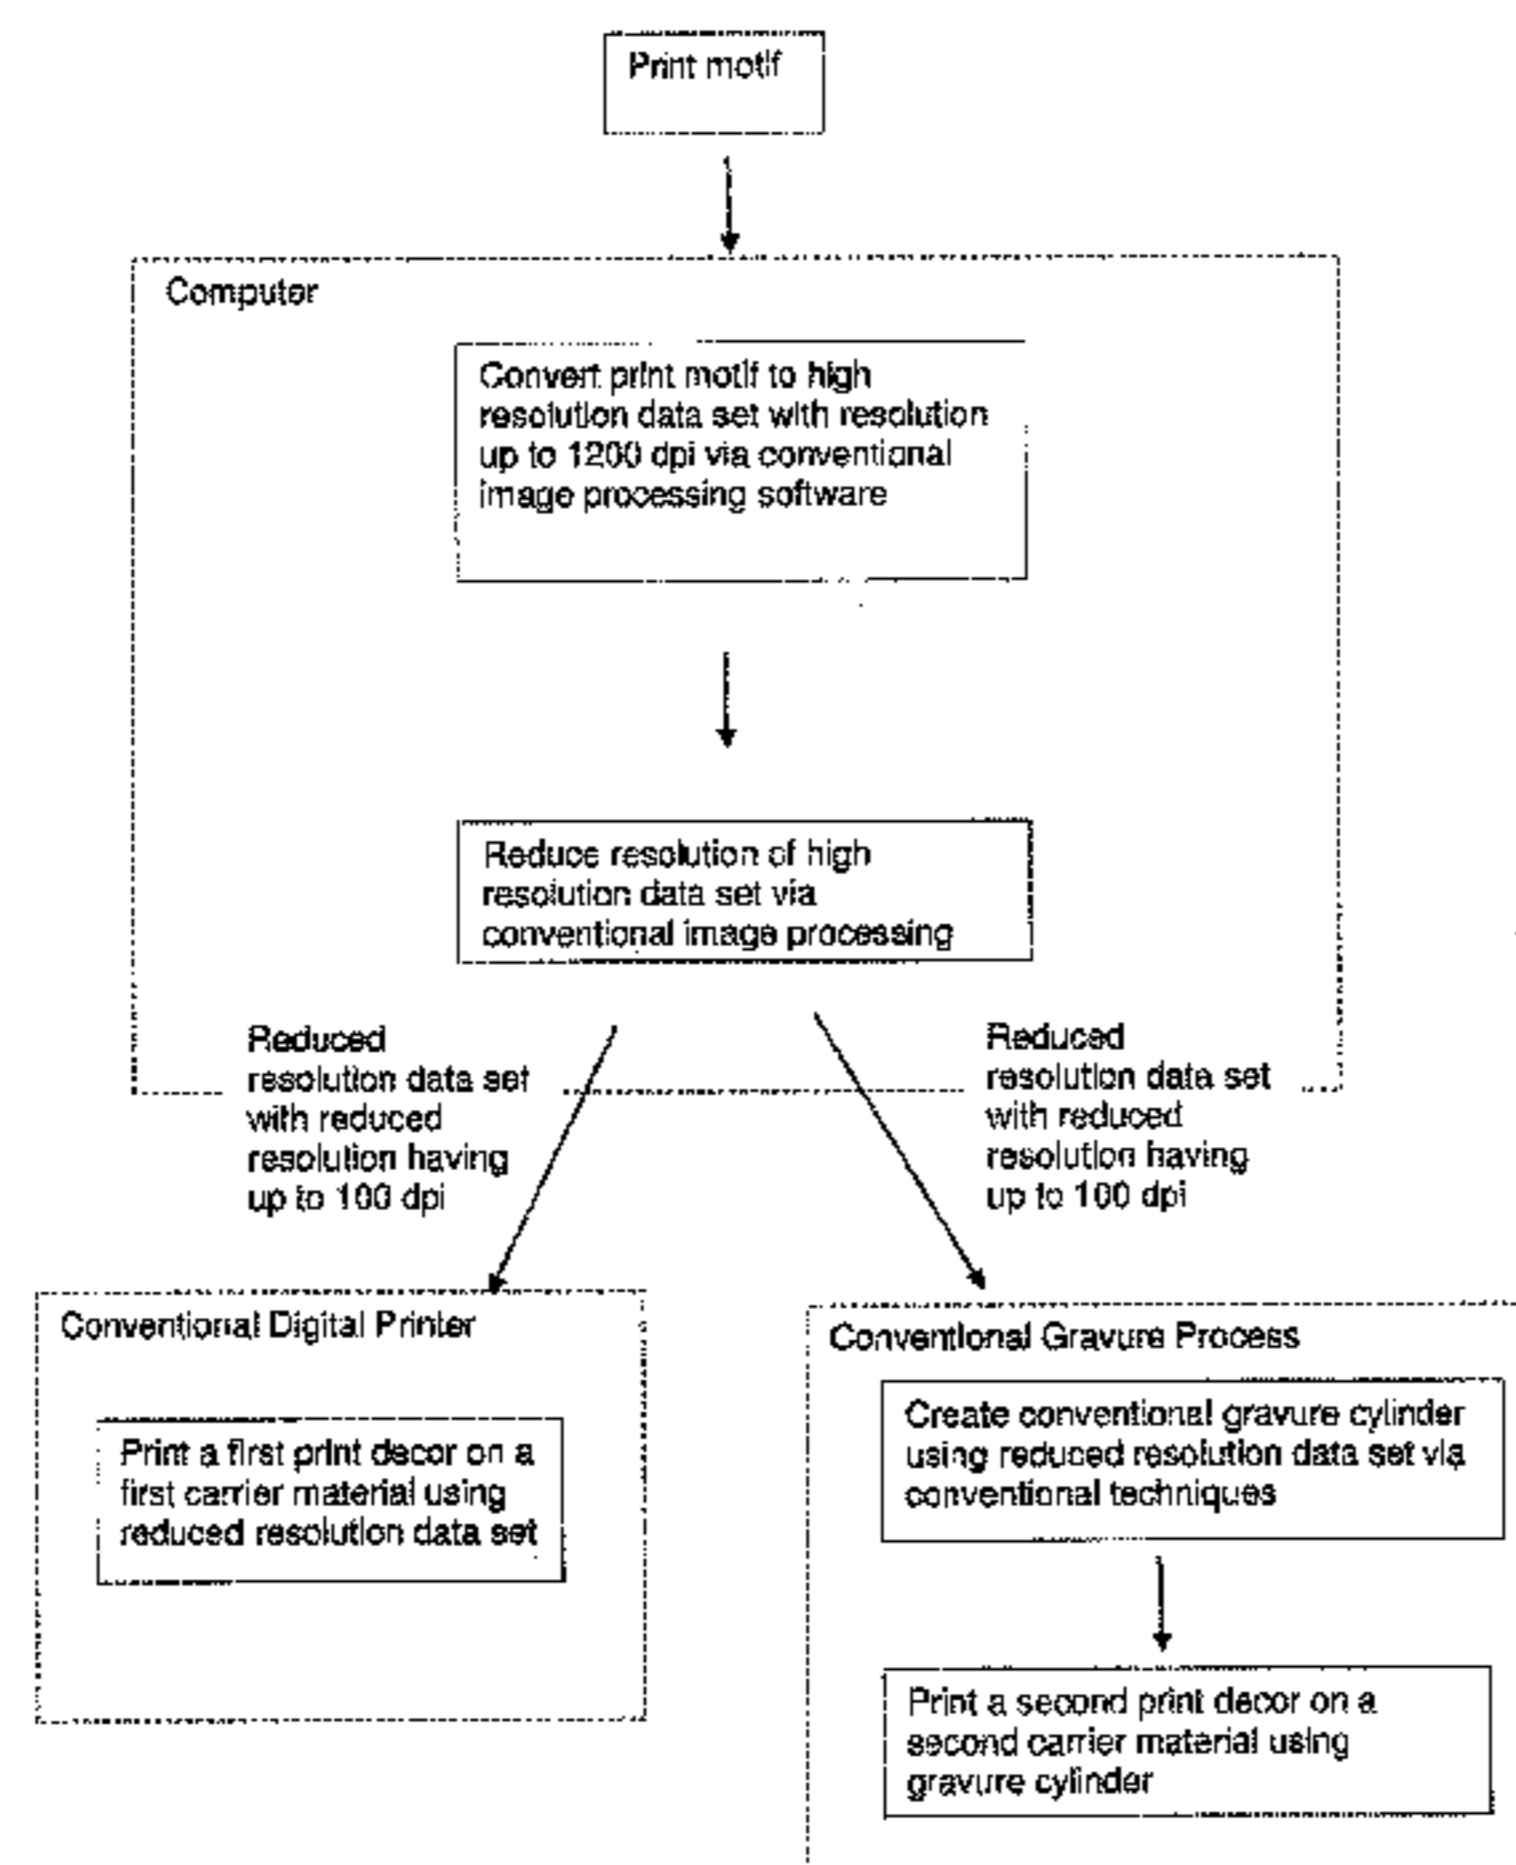 Print motif
Computer
Convert print motif to high
resolution data set with resolution
up to 1200 dpi via conventional
image processing software
Reduce resolution of high
resolution data set via
conventional image processing
Reduced
resolution data set
with reduced
resolution having
up to 100 dpi
Reduced
resolution data set
with reduced
resolution having
up to 100 dpi
Conventional Digital Printer
Print a first print decor on a
first carrier material using
reduced resolution data set
Conventional Gravure Process
Create conventional gravure cylinder
using reduced resolution data set via
conventional techniques
Print a second print decor on a
second carrier material using
gravure cylinder